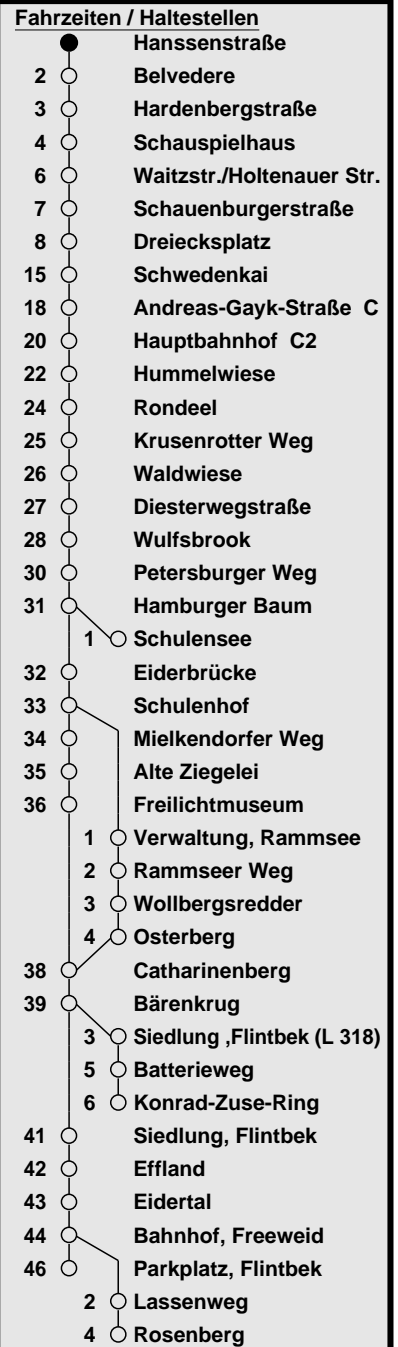 Fahrzeiten / Haltestellen
Hanssenstraße
2 Belvedere
3 Hardenbergstraße
4 Schauspielhaus
6 Waitzstr./Holtenauer Str.
7 Schauenburgerstraße
8 Dreiecksplatz
15 Schwedenkai
18 Andreas-Gayk-Straße C
20 Hauptbahnhof C2
22 Hummelwiese
24 Rondeel
25 Krusenrotter Weg
26 Waldwiese
27 Diesterwegstraße
28 Wulfsbrook
30 Petersburger Weg
31 Hamburger Baum
1 Schulensee
32 Eiderbrücke
33 Schulenhof
34 Mielkendorfer Weg
35 Alte Ziegelei
36 Freilichtmuseum
1 Verwaltung, Rammsee
2 Rammseer Weg
3 Wollbergsredder
4 Osterberg
38 Catharinenberg
39 Bärenkrug
3 Siedlung ,Flintbek (L 318)
5 Batterieweg
6 Konrad-Zuse-Ring
41 Siedlung, Flintbek
42 Effland
43 Eidertal
44 Bahnhof, Freeweid
46 Parkplatz, Flintbek
2 Lassenweg
4 Rosenberg